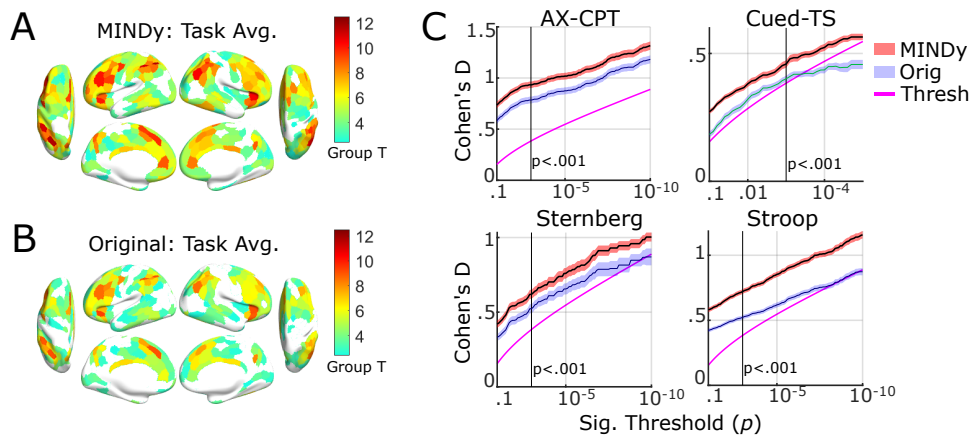 A
MINDy: Task Avg.
12
10
8
6
4
Group T
B
Original: Task Avg.
12
10
8
6
4
Group T
C
AX-CPT
Cohen's D
1.5
1
.5
0
p<.001
.1
10-5
10-10
Cued-TS
.5
0
p<.001
.1
.01
10-4
MINDy
Orig
Thresh
Sternberg
Cohen's D
1
.5
0
p<.001
.1
10-5
10-10
Stroop
1
.5
0
p<.001
.1
10-5
10-10
Sig. Threshold (p)